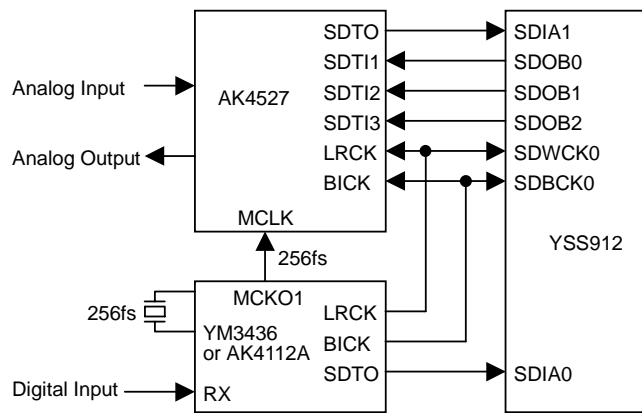 SDTO
SDIA1
SDTI1
SDOB0
Analog Input
AK4527
SDTI2
SDOB1
SDTI3
SDOB2
Analog Output
LRCK
SDWCK0
BICK
SDBCK0
MCLK
YSS912
256fs
MCKO1
256fs
LRCK
YM3436
or AK4112A
BICK
SDTO
SDIA0
Digital Input
RX